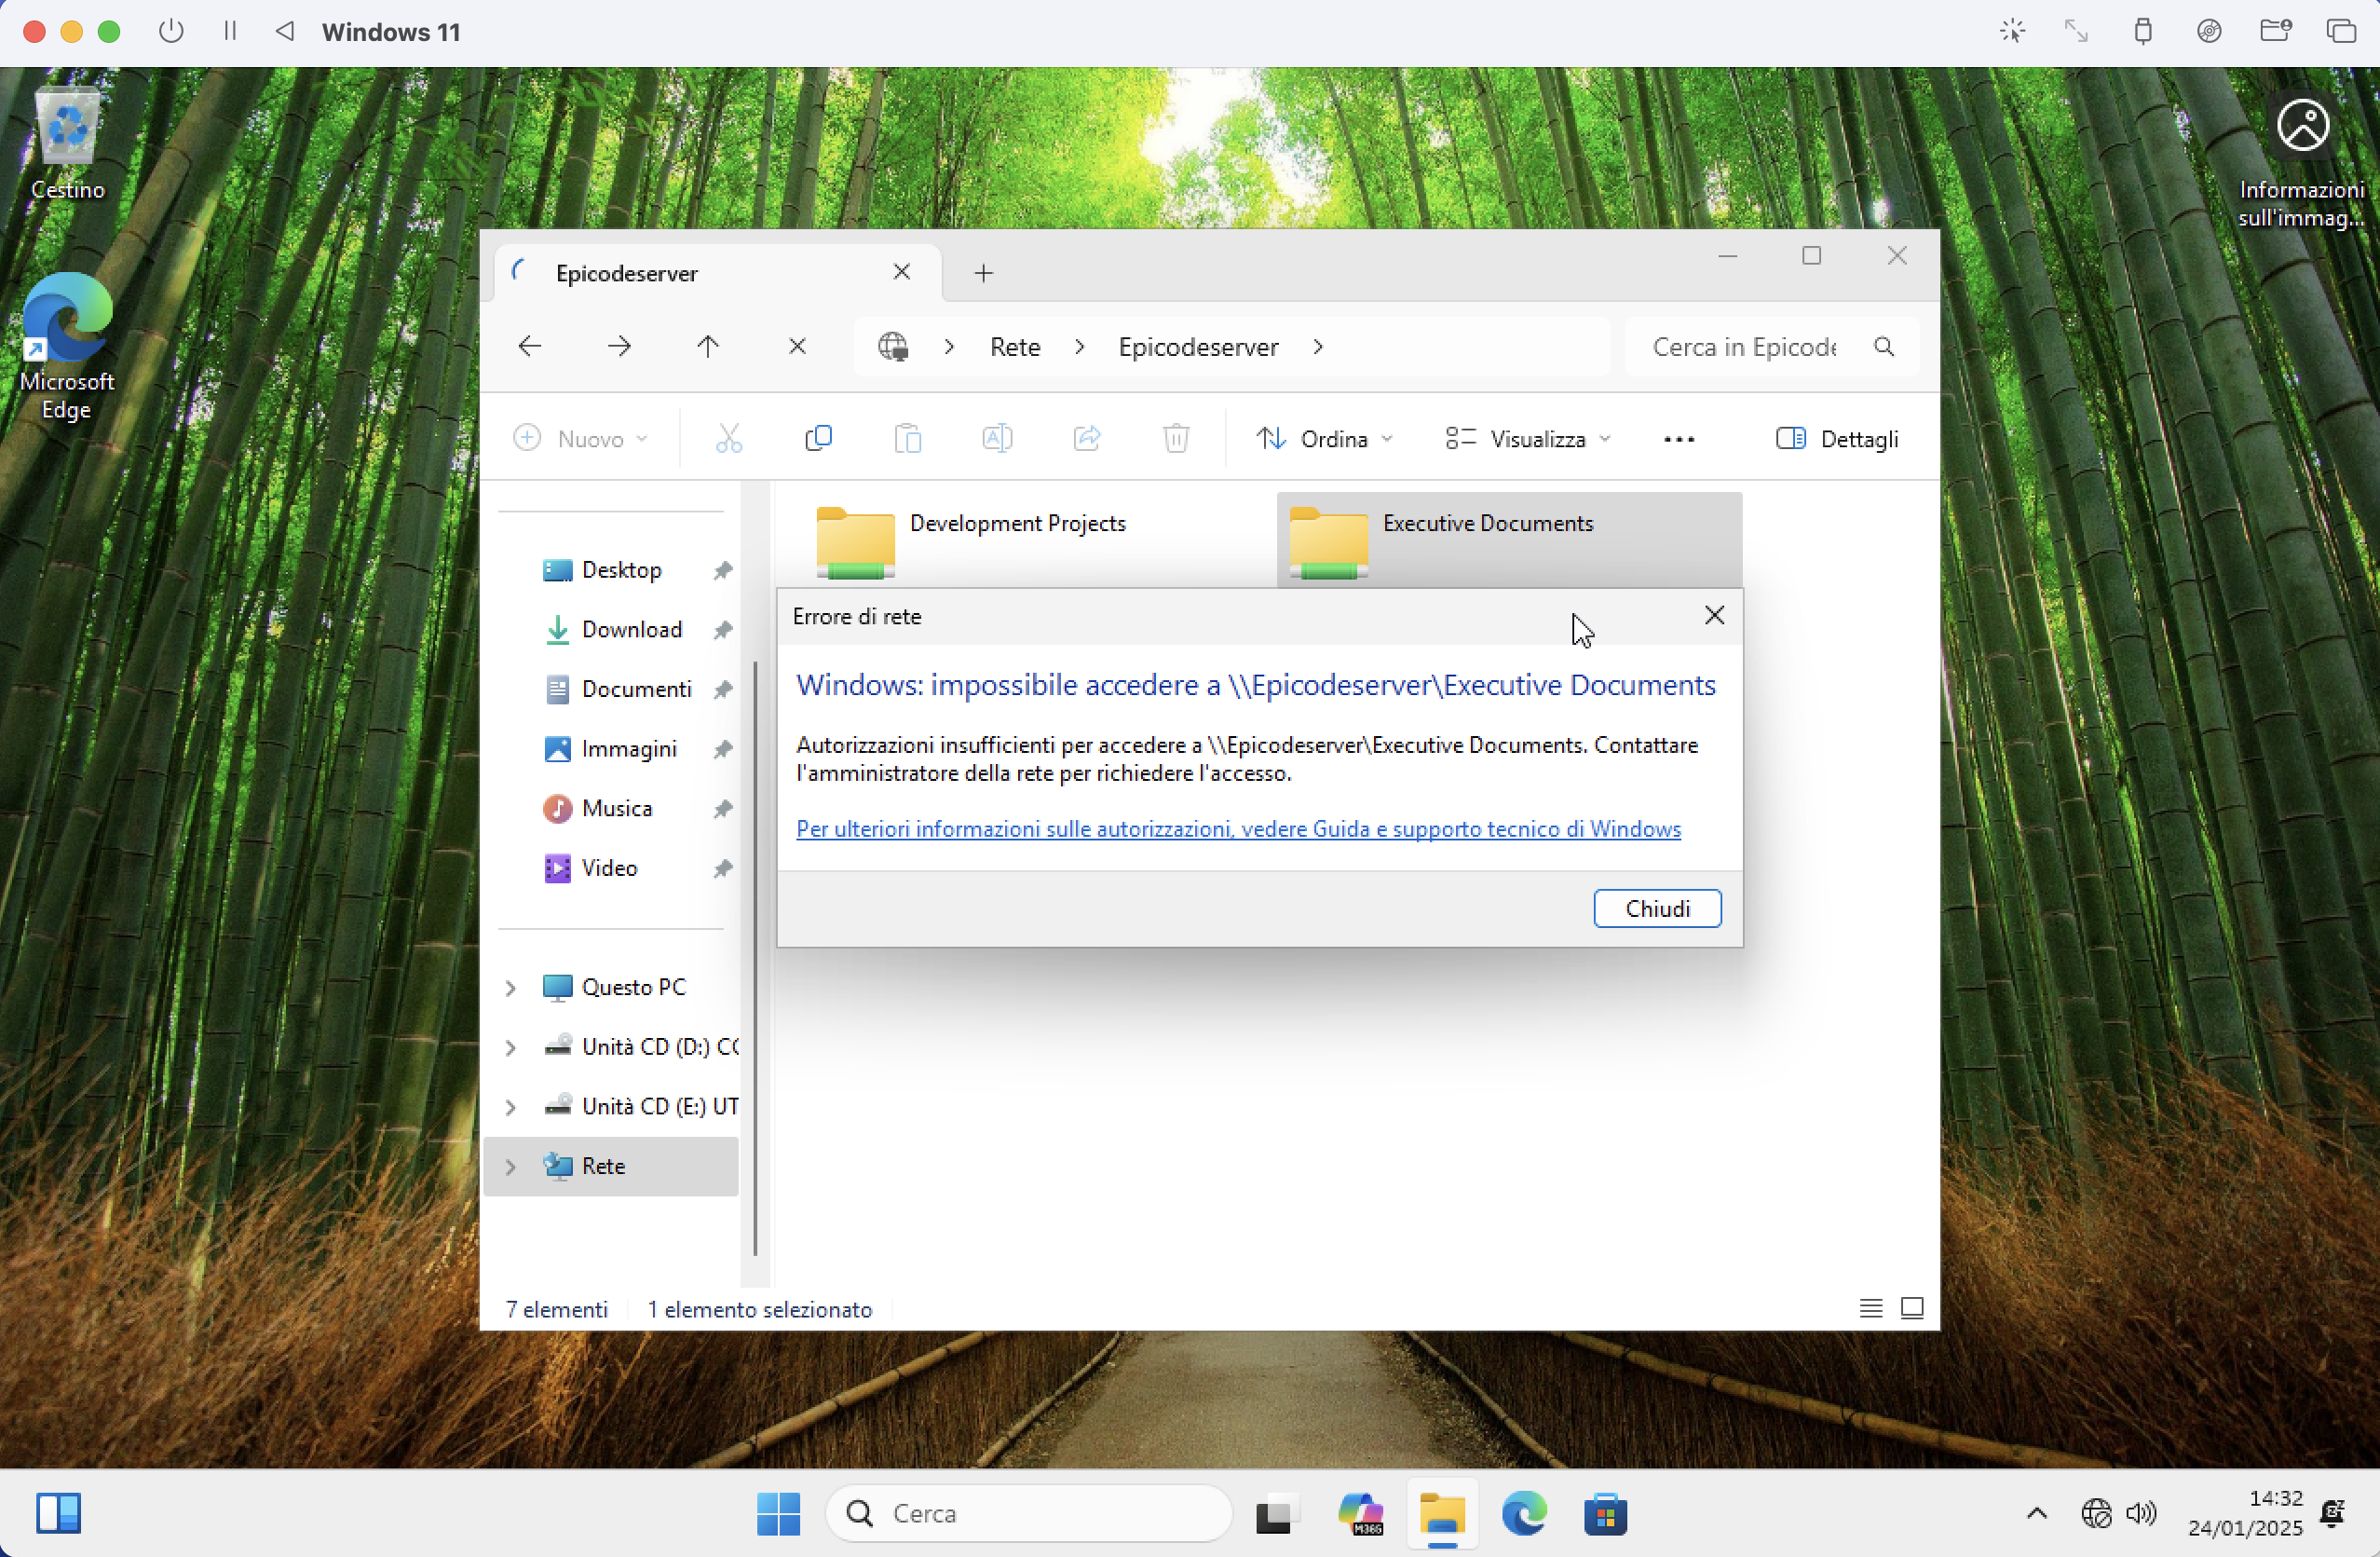 Windows 11
Cestino
Microsoft
Edge
Informazioni
sull'immag...
Epicodeserver
Rete
Epicodeserver
Cerca in Epicode
Nuovo
Ordina
Visualizza
Dettagli
Desktop
Download
Documenti
Immagini
Musica
Video
Questo PC
Unità CD (D:) CC
Unità CD (E:) UT
Rete
Development Projects
Executive Documents
Errore di rete
Windows: impossibile accedere a \\Epicodeserver\Executive Documents
Autorizzazioni insufficienti per accedere a \\Epicodeserver\Executive Documents. Contattare
l'amministratore della rete per richiedere l'accesso.
Per ulteriori informazioni sulle autorizzazioni, vedere Guida e supporto tecnico di Windows
Chiudi
7 elementi
1 elemento selezionato
Cerca
M365
14:32
24/01/2025